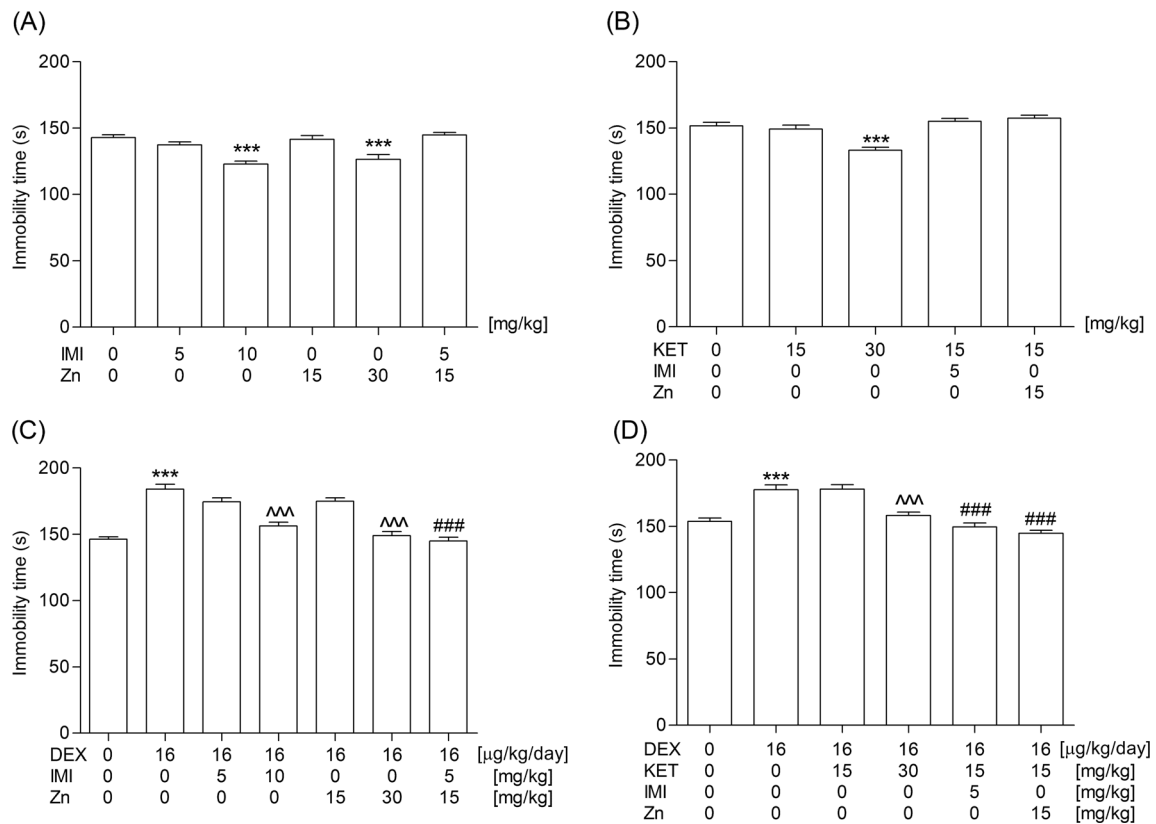 (A)
200
150
100
50
0
Immobility time (s)
*** ***
[mg/kg]
IMI 0 5 10 0 0 5
Zn 0 0 0 15 30 15
(B)
200
150
100
50
0
Immobility time (s)
***
[mg/kg]
KET 0 15 30 15 15
IMI 0 0 0 5 0
Zn 0 0 0 0 15
(C)
200
150
100
50
0
Immobility time (s)
*** ^^^ ^^^ ###
DEX 0 16 16 16 16 16 16 [μg/kg/day]
IMI 0 0 5 10 0 0 5 [mg/kg]
Zn 0 0 0 0 15 30 15 [mg/kg]
(D)
200
150
100
50
0
Immobility time (s)
*** ^^^ ### ###
DEX 0 16 16 16 16 16 [μg/kg/day]
KET 0 0 15 30 15 15 [mg/kg]
IMI 0 0 0 0 5 0 [mg/kg]
Zn 0 0 0 0 0 15 [mg/kg]